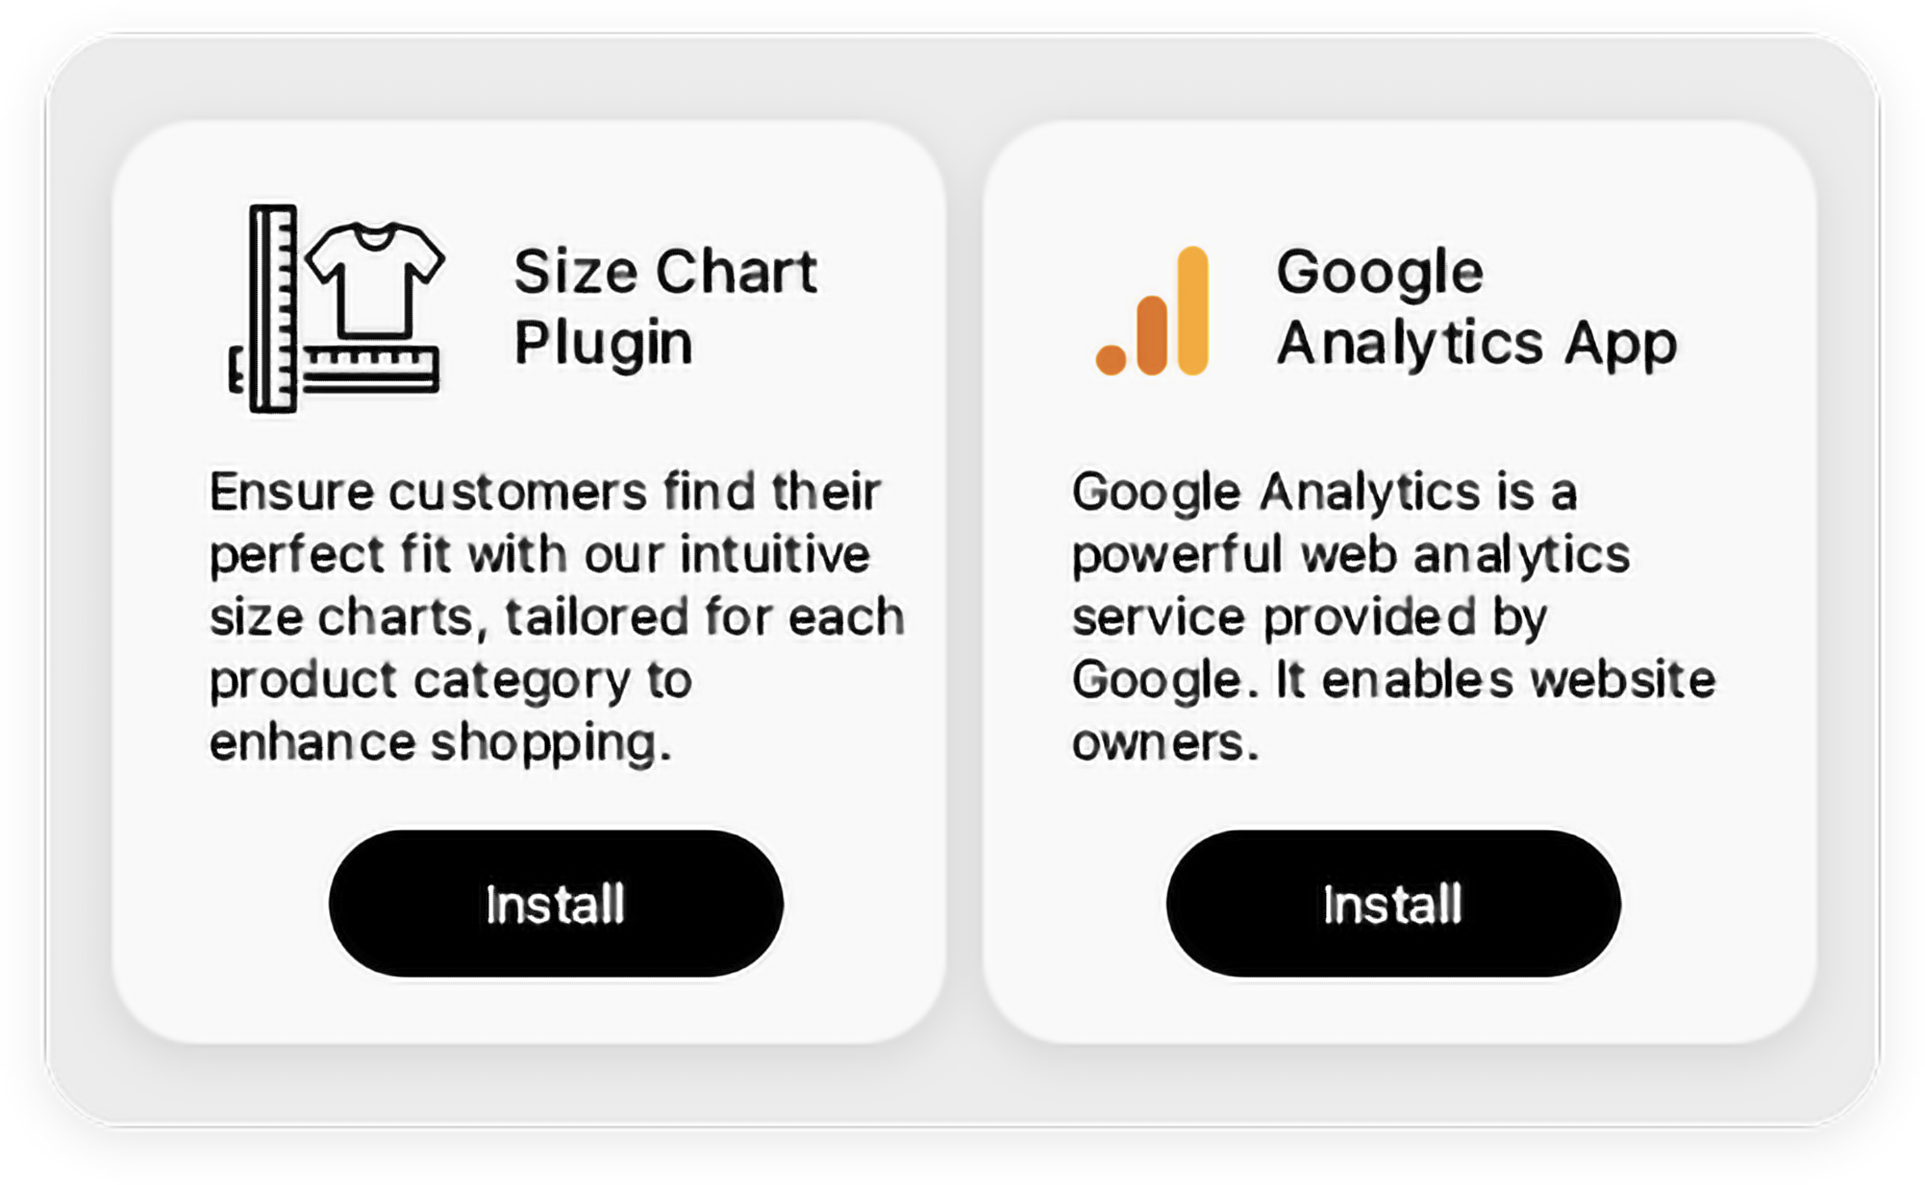 Size Chart
Plugin
Ensure customers find their
perfect fit with our intuitive
size charts, tailored for each
product category to
enhance shopping.
Install
Google
Analytics App
Google Analytics is a
powerful web analytics
service provided by
Google. It enables website
owners.
Install